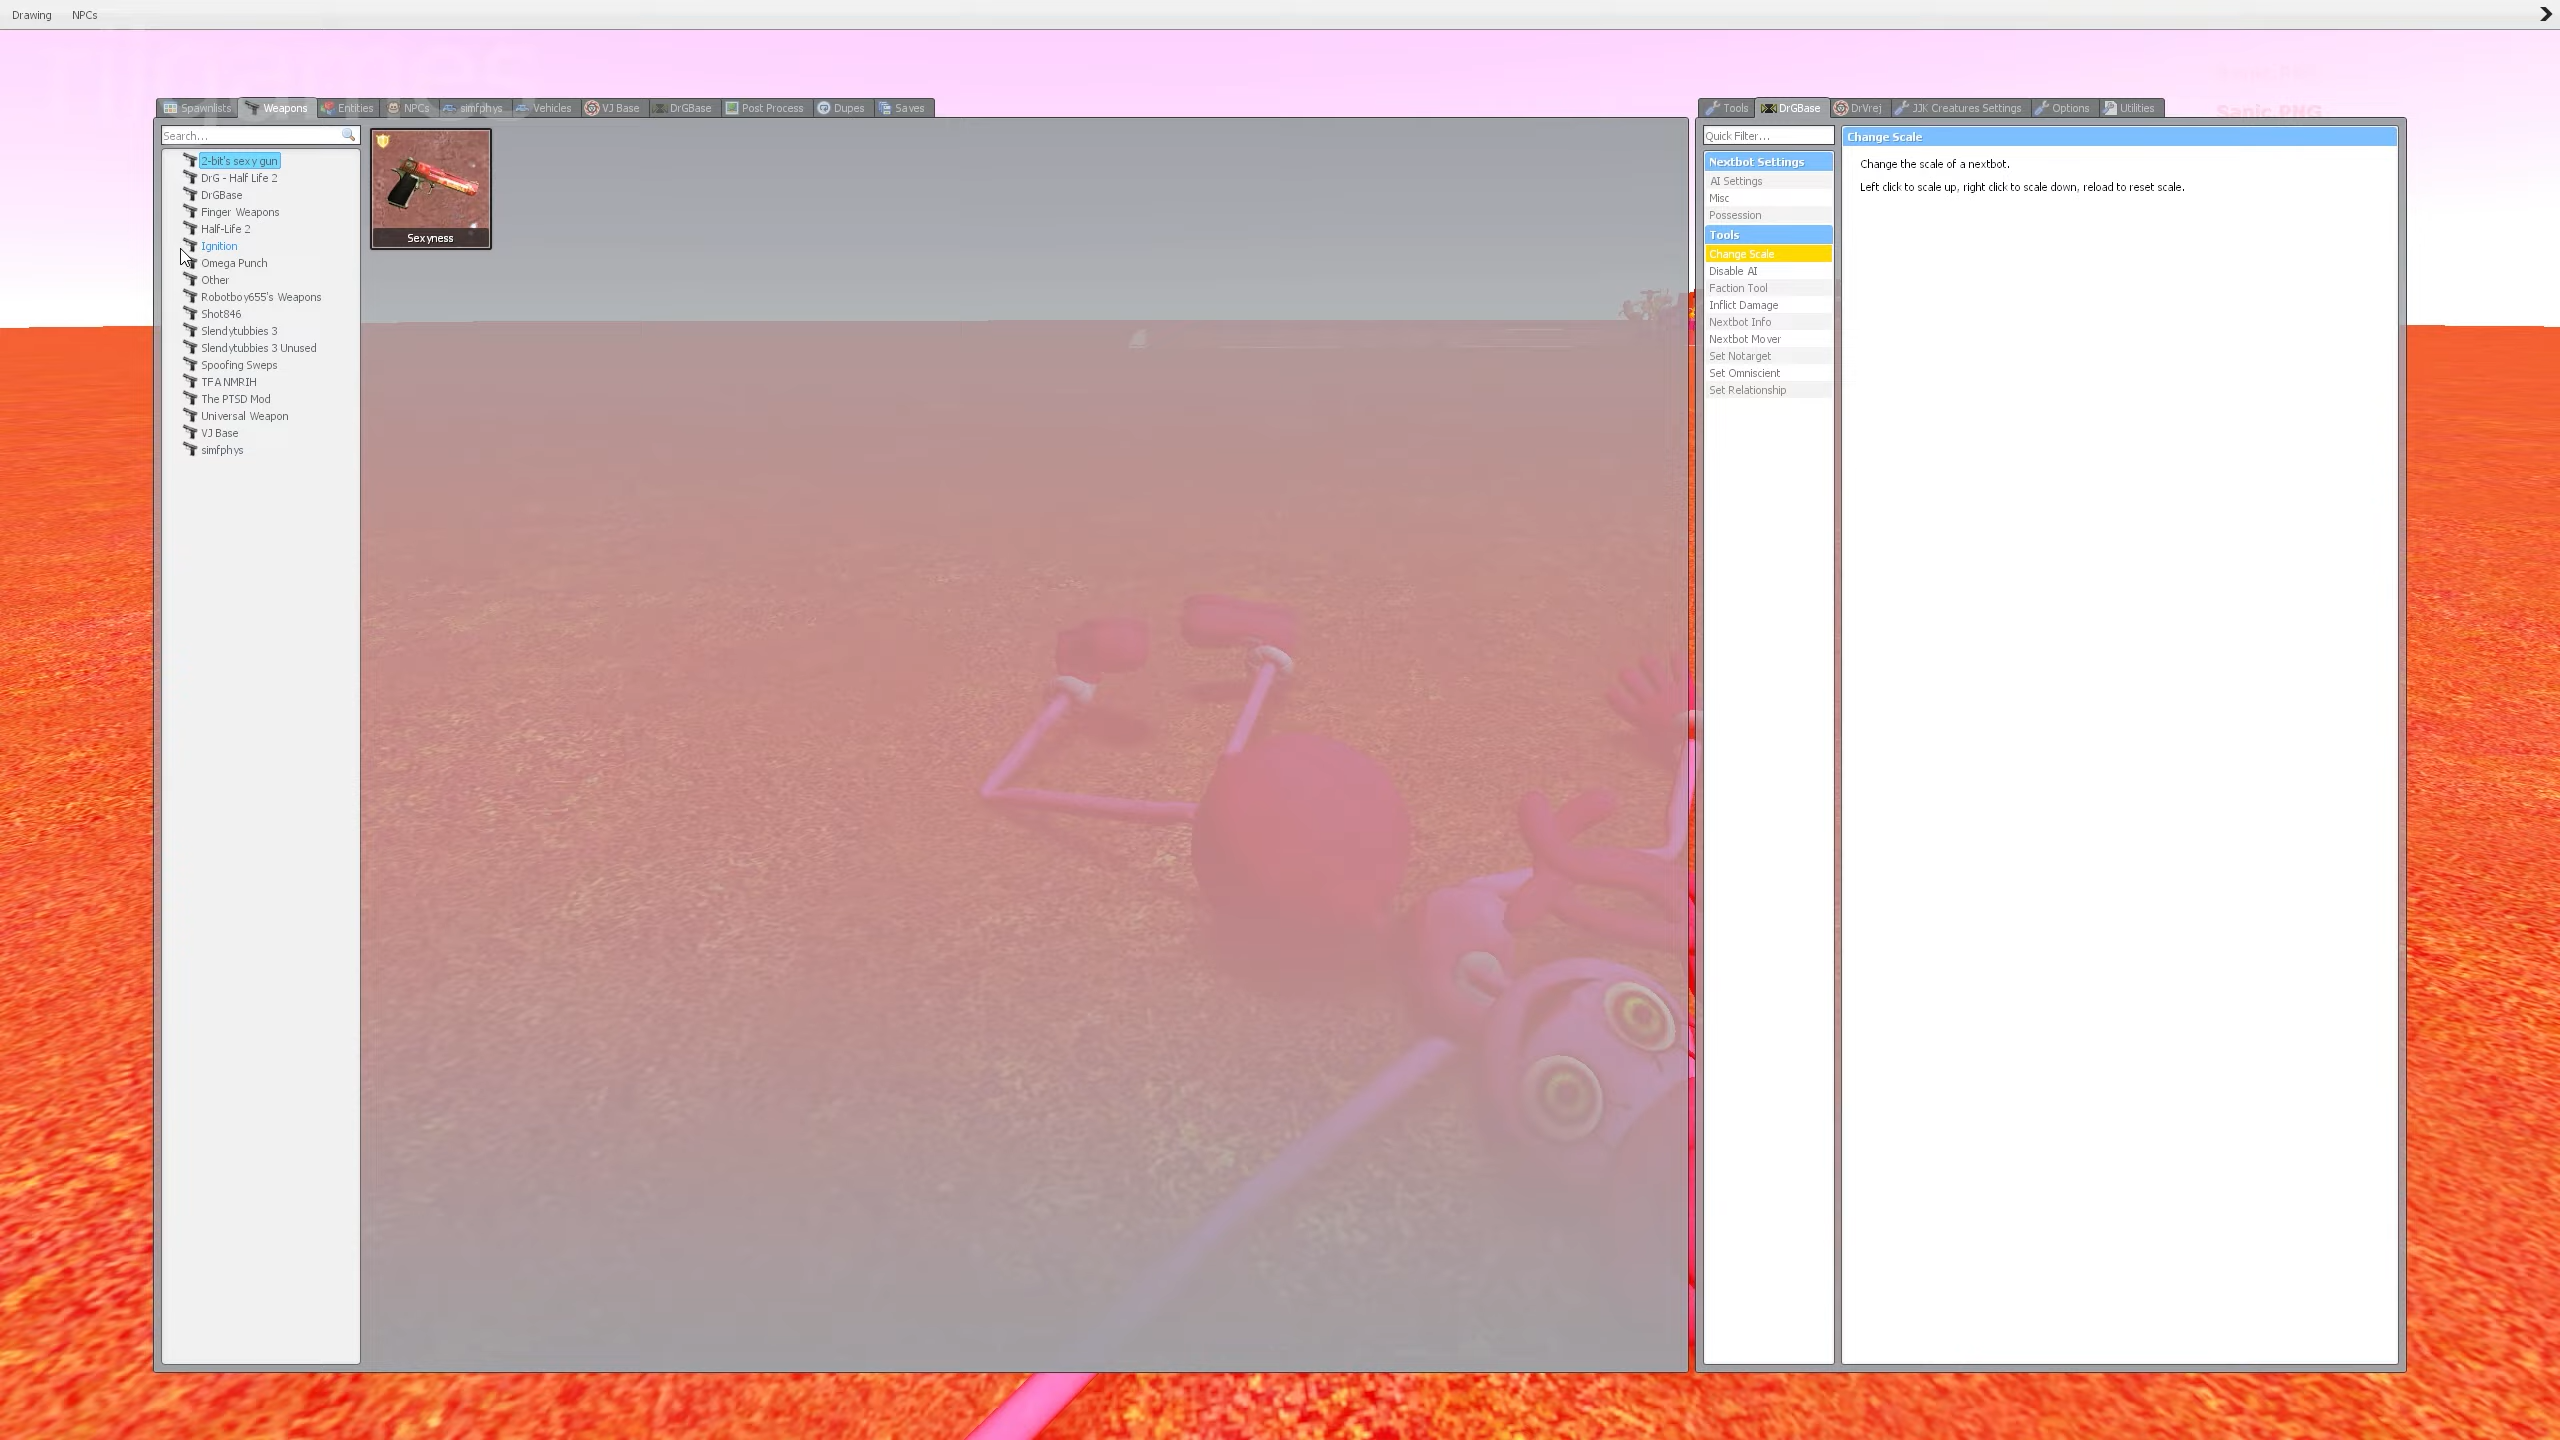 Drawing NPCs
Spawnlists Weapons Entities NPCs simfphys Vehicles VJ Base DrGBase Post Process Dupes Saves
Search...
2-bit's sexy gun
DrG - Half Life 2
DrGBase
Finger Weapons
Half-Life 2
Ignition
Omega Punch
Other
Robotboy655's Weapons
Shot846
Slendytubbies 3
Slendytubbies 3 Unused
Spoofing Sweps
TFA NMRIH
The PTSD Mod
Universal Weapon
VJ Base
simfphys
Sexyness
Sanic PNG
Tools DrGBase DrVrej JJK Creatures Settings Options Utilities
Quick Filter...
Nextbot Settings
AI Settings
Misc
Possession
Tools
Change Scale
Disable AI
Faction Tool
Inflict Damage
Nextbot Info
Nextbot Mover
Set Notarget
Set Omniscient
Set Relationship
Change Scale
Change the scale of a nextbot.
Left click to scale up, right click to scale down, reload to reset scale.